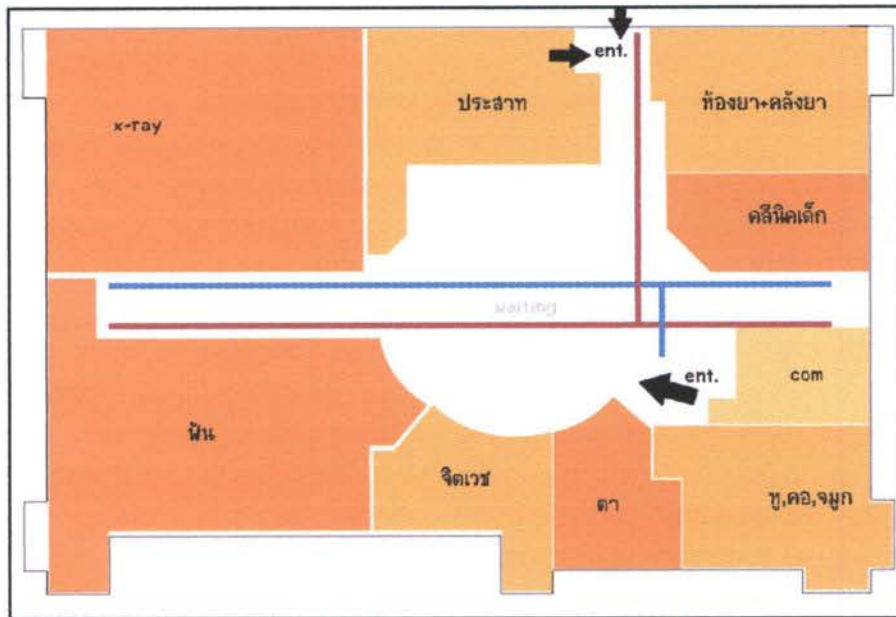 ent.
ประสาท
ห้องยา+คลังยา
x-ray
คลีนิคเด็ก
waiting
ent.
com
ฟัน
จิตเวช
ตา
หู,คอ,จมูก